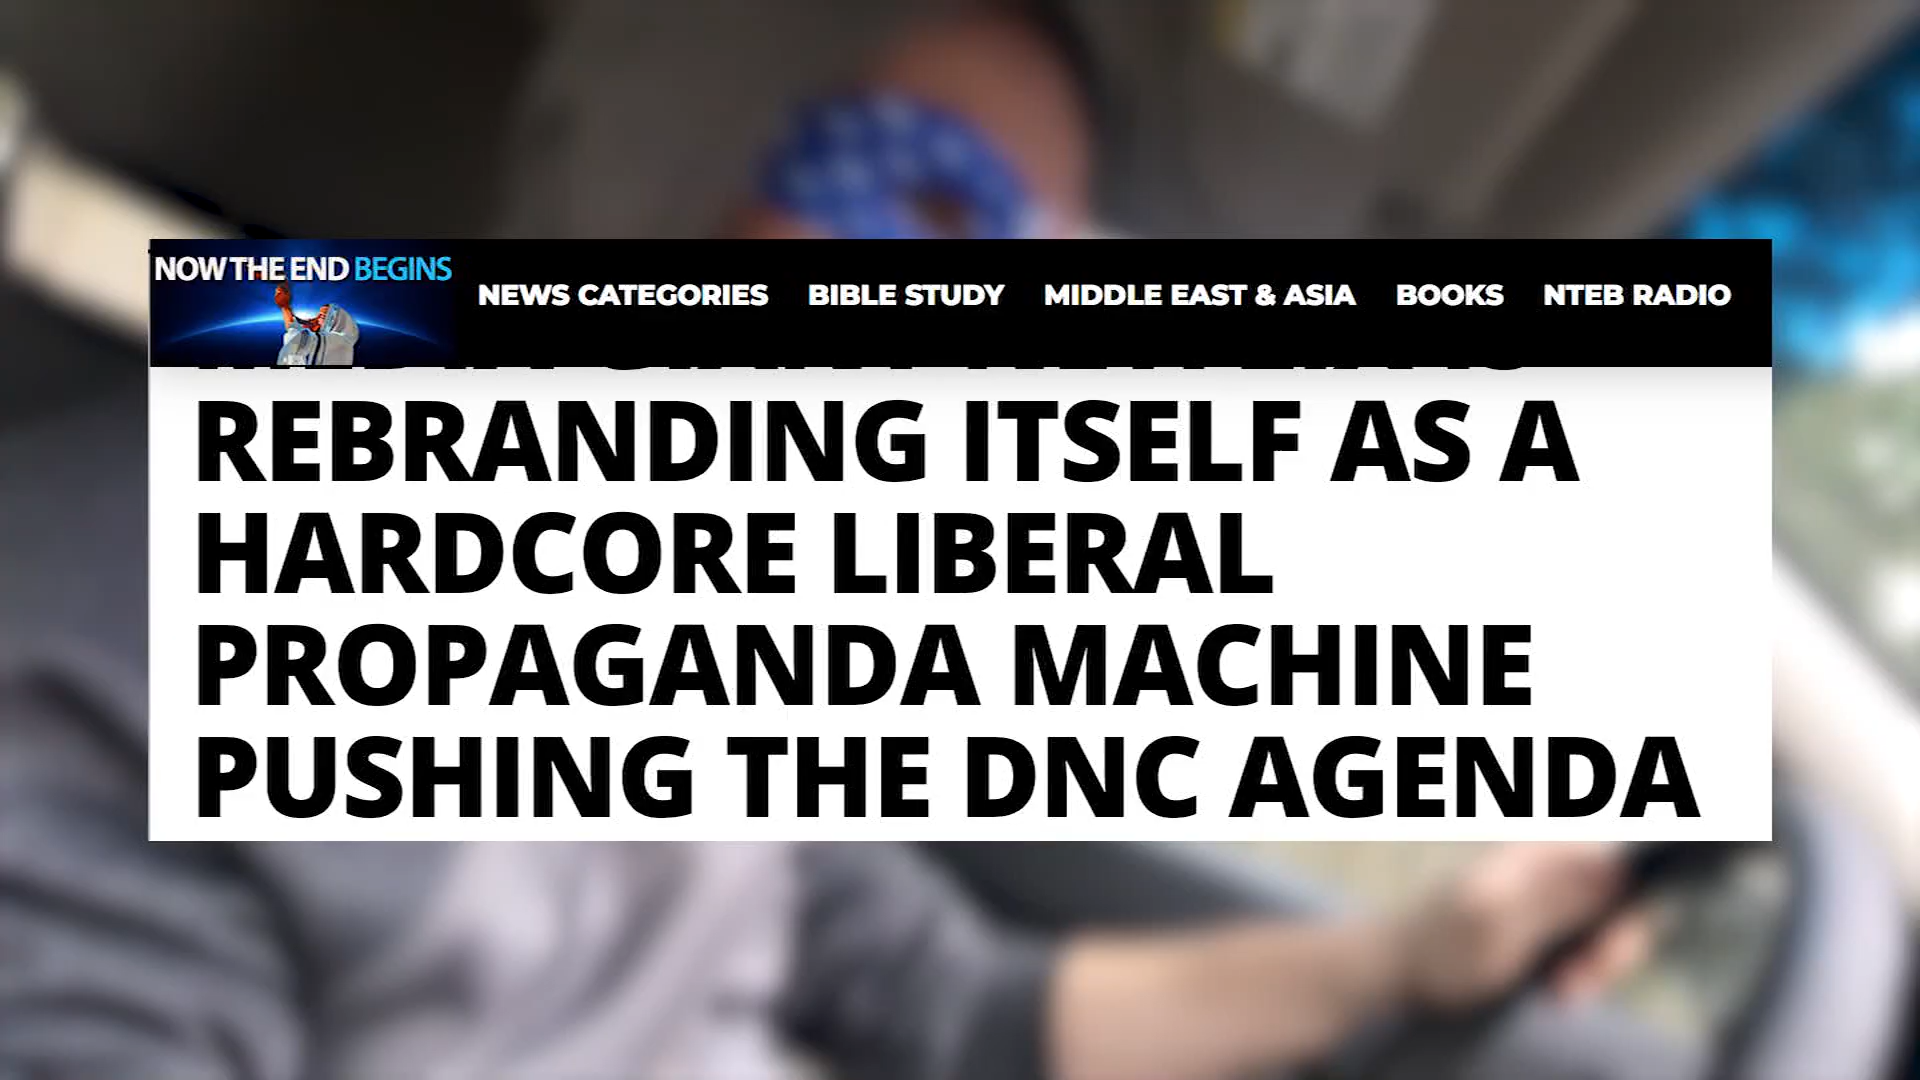 NOW THE END BEGINS
NEWS CATEGORIES BIBLE STUDY MIDDLE EAST & ASIA BOOKS NTEB RADIO
REBRANDING ITSELF AS A
HARDCORE LIBERAL
PROPAGANDA MACHINE
PUSHING THE DNC AGENDA